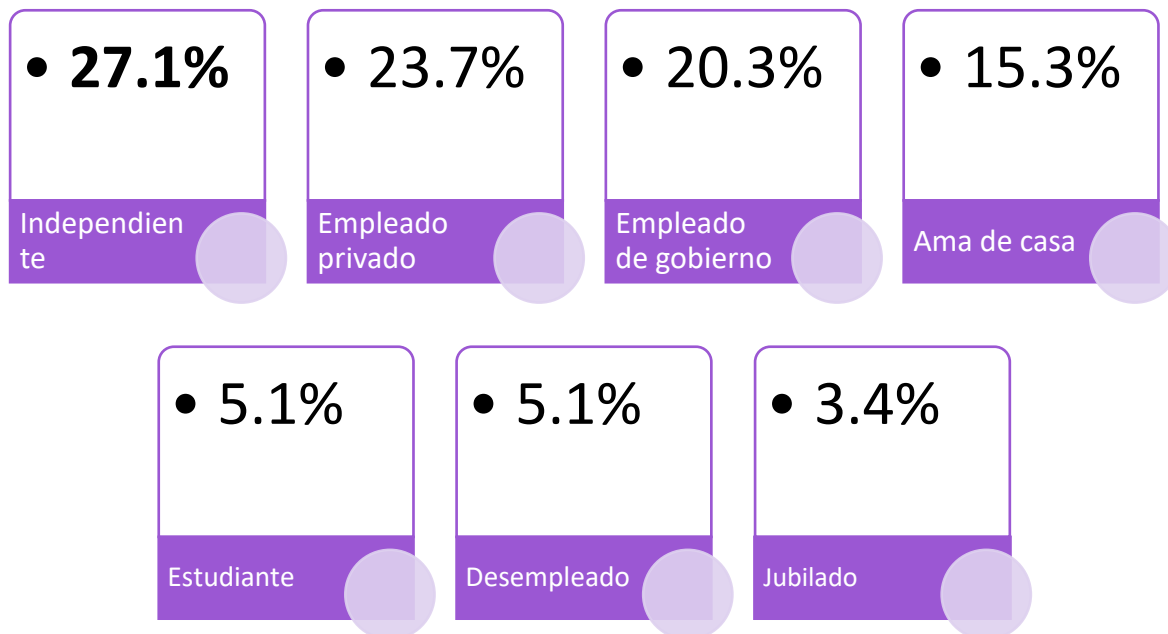 • 27.1%
• 23.7%
• 20.3%
• 15.3%
Independien
te
Empleado
privado
Empleado
de gobierno
Ama de casa
• 5.1%
• 5.1%
• 3.4%
Estudiante
Desempleado
Jubilado